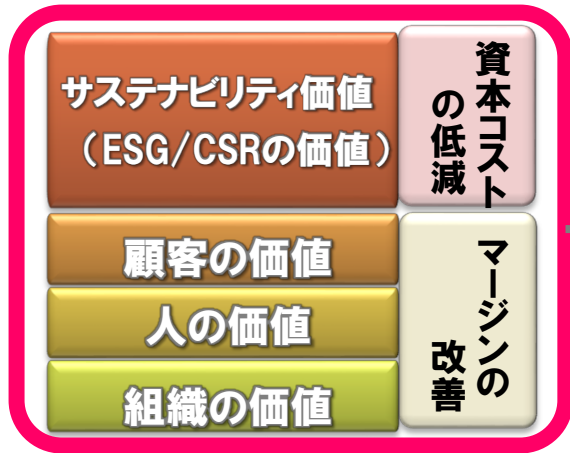 サステナビリティ価値
（ESG/CSRの価値）
資本コスト
の低減
顧客の価値
人の価値
組織の価値
マージンの
改善